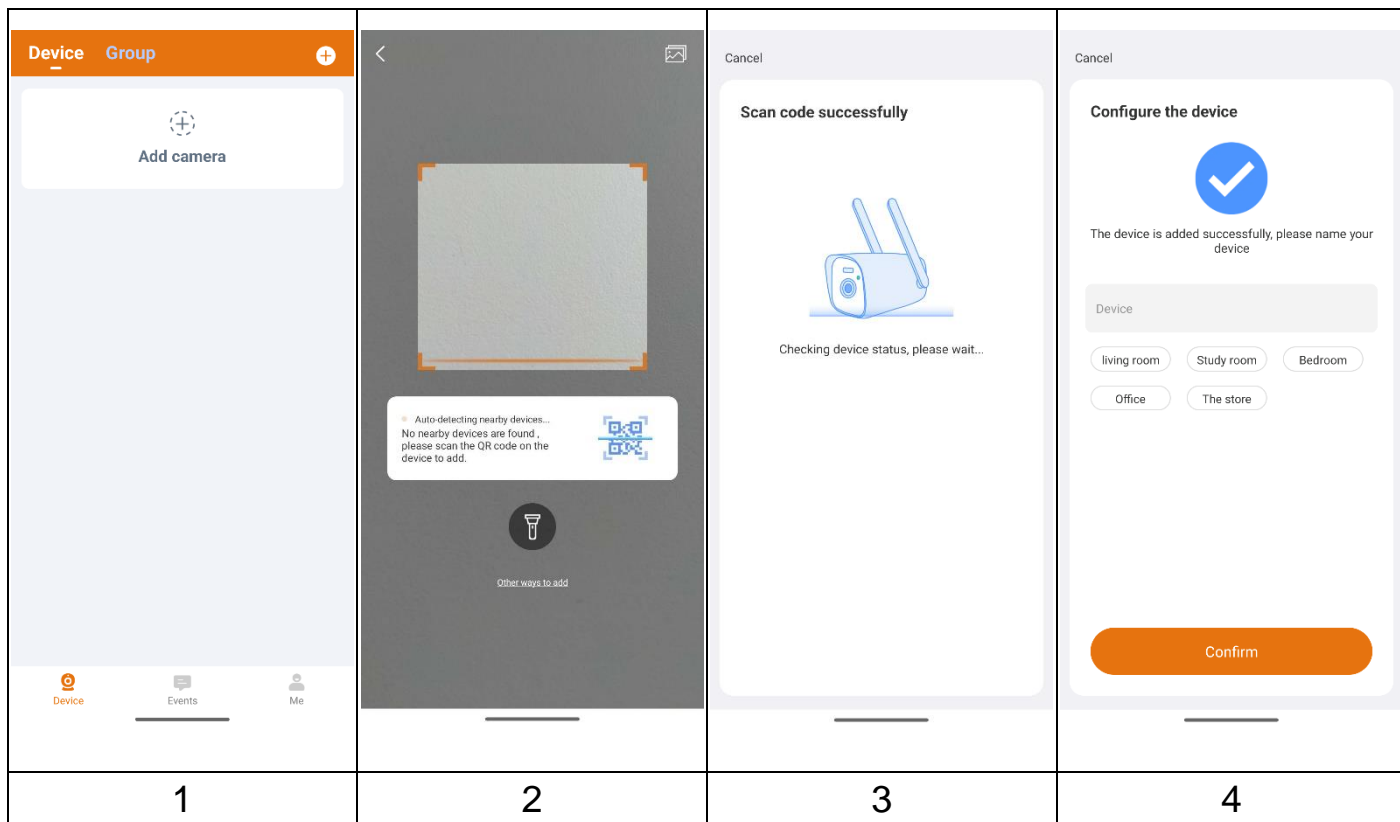 Device Group
Add camera
Device Events Me
Auto-detecting nearby devices...
No nearby devices are found ,
please scan the QR code on the
device to add.
Other ways to add
Cancel
Scan code successfully
Checking device status, please wait...
Cancel
Configure the device
The device is added successfully, please name your
device
Device
living room Study room Bedroom
Office The store
Confirm
1 2 3 4